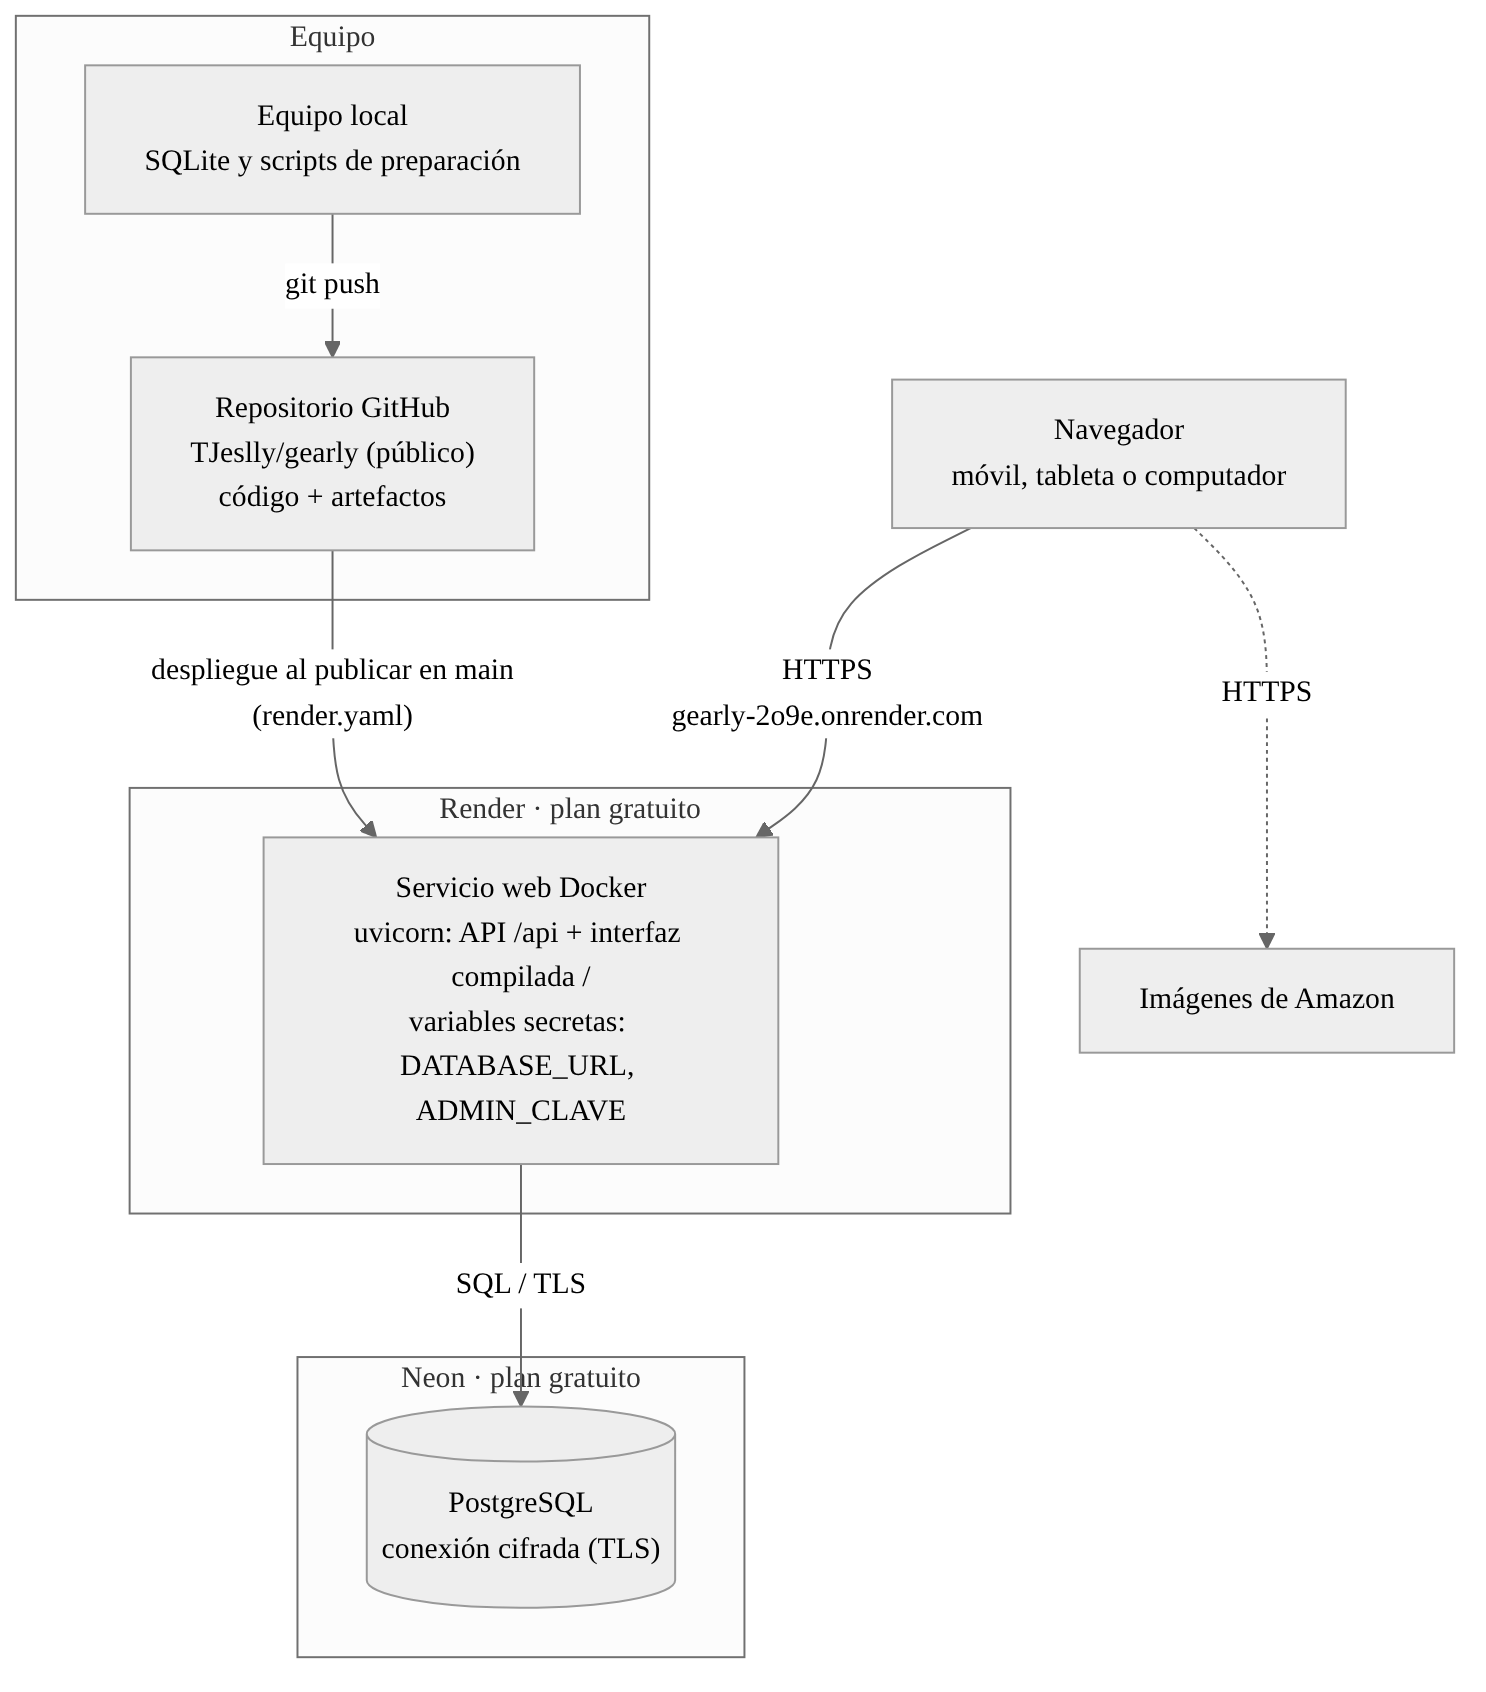 Equipo
Equipo local
SQLite y scripts de preparación
git push
Repositorio GitHub
TJeslly/gearly (público)
código + artefactos
Navegador
móvil, tableta o computador
despliegue al publicar en main
(render.yaml)
HTTPS
gearly-2o9e.onrender.com
HTTPS
Render · plan gratuito
Servicio web Docker
uvicorn: API /api + interfaz
compilada /
variables secretas:
DATABASE_URL,
ADMIN_CLAVE
Imágenes de Amazon
SQL / TLS
Neon · plan gratuito
PostgreSQL
conexión cifrada (TLS)